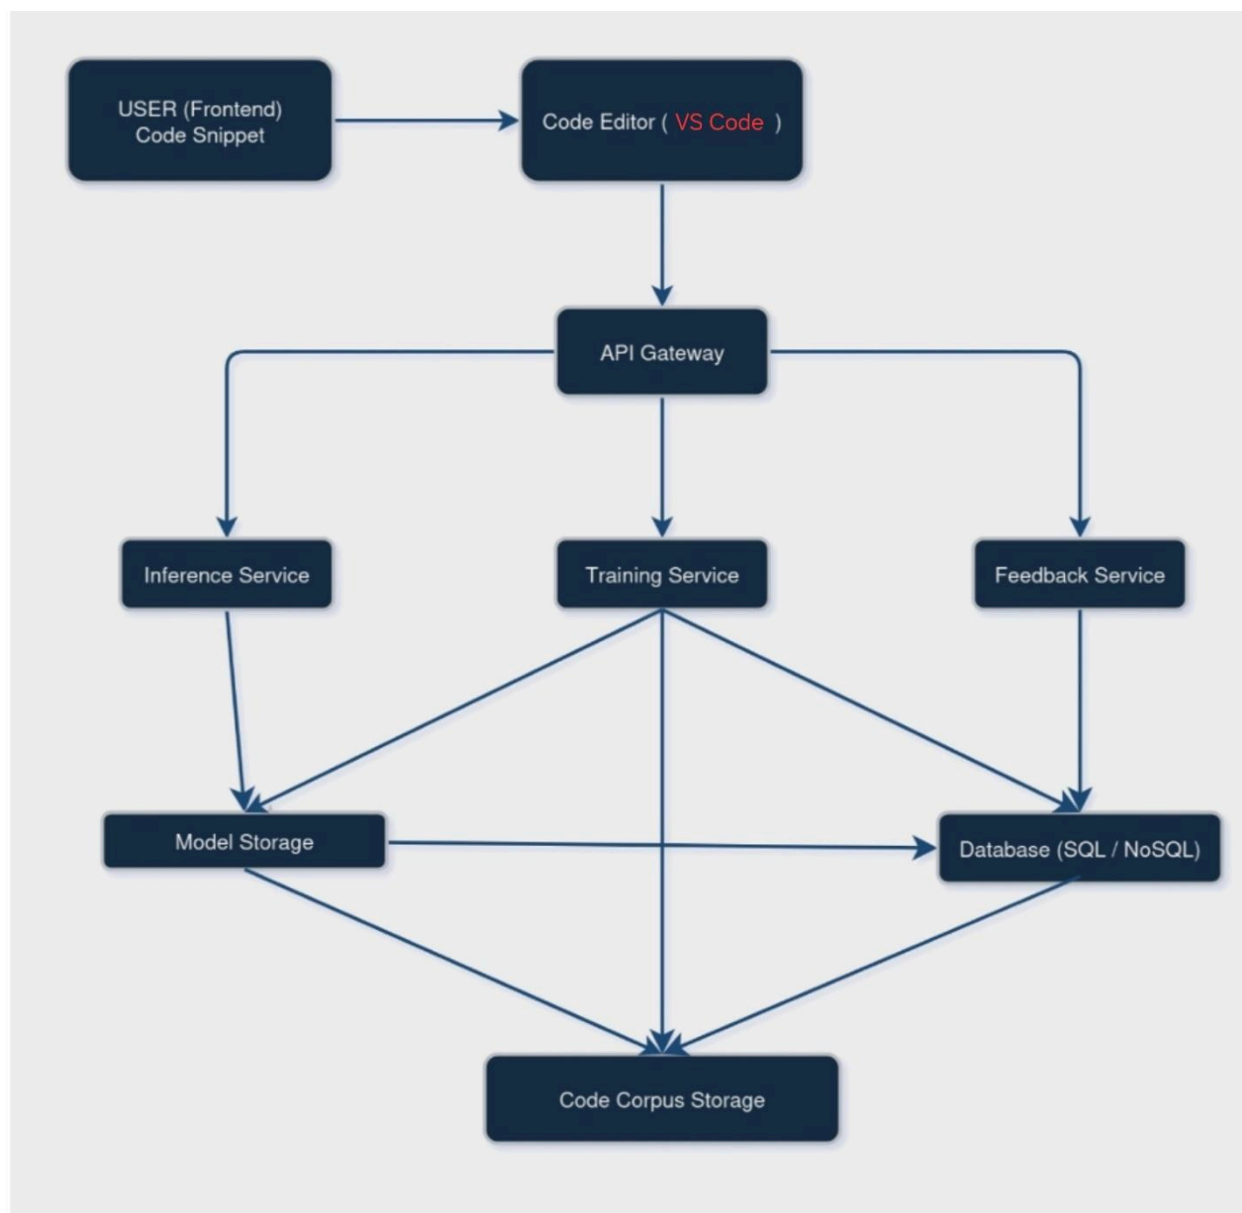 USER (Frontend)
Code Snippet
Code Editor ( VS Code )
API Gateway
Inference Service
Training Service
Feedback Service
Model Storage
Database (SQL / NoSQL)
Code Corpus Storage